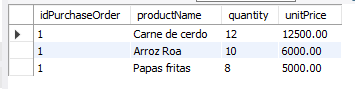 idPurchaseOrder productName quantity unitPrice
1 Carne de cerdo 12 12500.00
1 Arroz Roa 10 6000.00
1 Papas fritas 8 5000.00